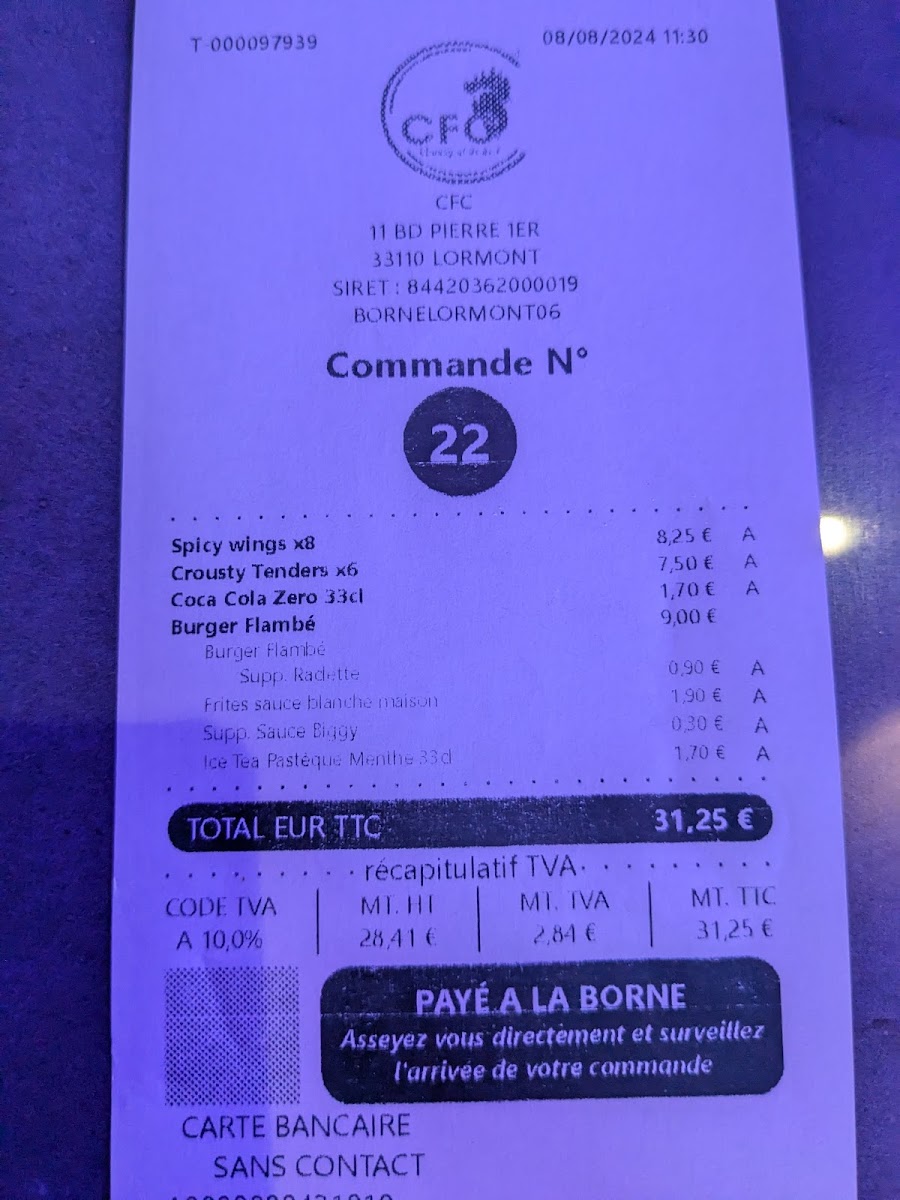 T-000097939 08/08/2024 11:30
CFC
CFC
11 BD PIERRE 1ER
33110 LORMONT
SIRET : 84420362000019
BORNELORMONT06
Commande N°
22
Spicy wings x8 8,25 € A
Crousty Tenders x6 7,50 € A
Coca Cola Zero 33cl 1,70 € A
Burger Flambé 9,00 €
Burger Flambé
Supp. Raclette 0,90 € A
Frites sauce blanche maison 1,90 € A
Supp. Sauce Biggy 0,30 € A
Ice Tea Pastèque Menthe 33cl 1,70 € A
TOTAL EUR TTC 31,25 €
récapitulatif TVA
CODE TVA MT. HT MT. TVA MT. TTC
A 10,0% 28,41 € 2,84 € 31,25 €
PAYÉ A LA BORNE
Asseyez vous directement et surveillez
l'arrivée de votre commande
CARTE BANCAIRE
SANS CONTACT